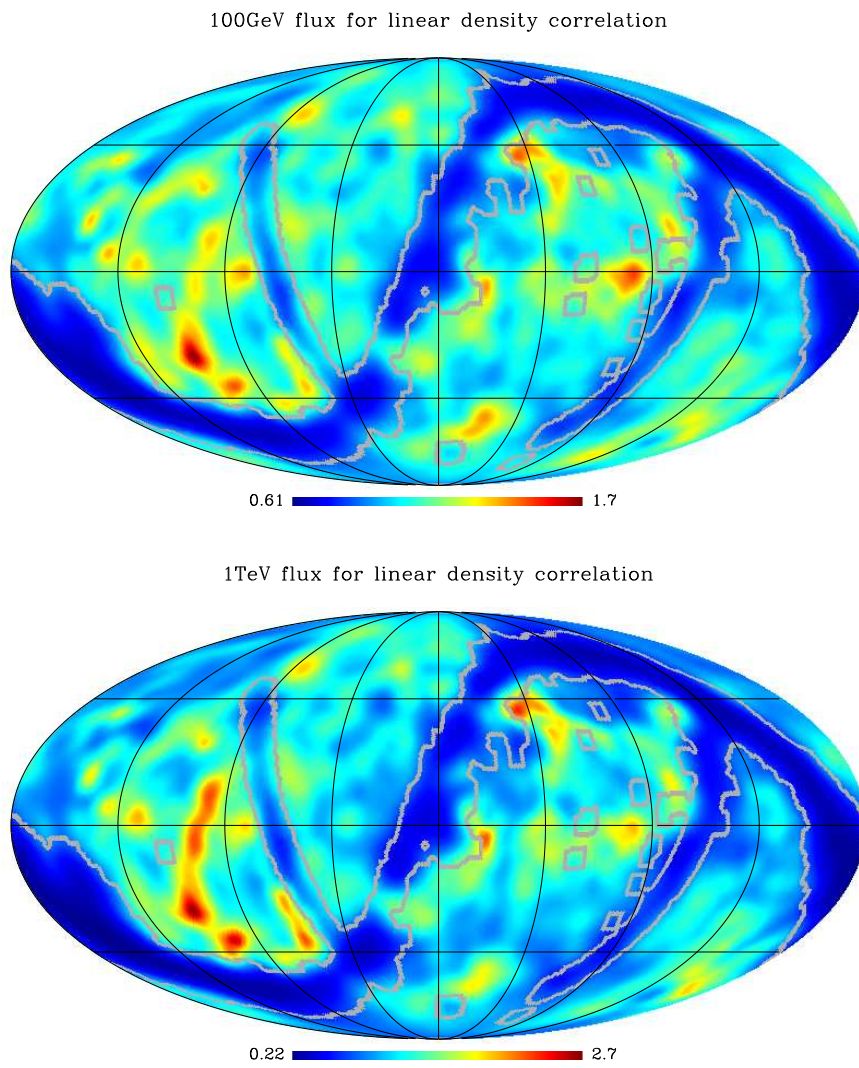 100GeV flux for linear density correlation
0.61 1.7
1TeV flux for linear density correlation
0.22 2.7